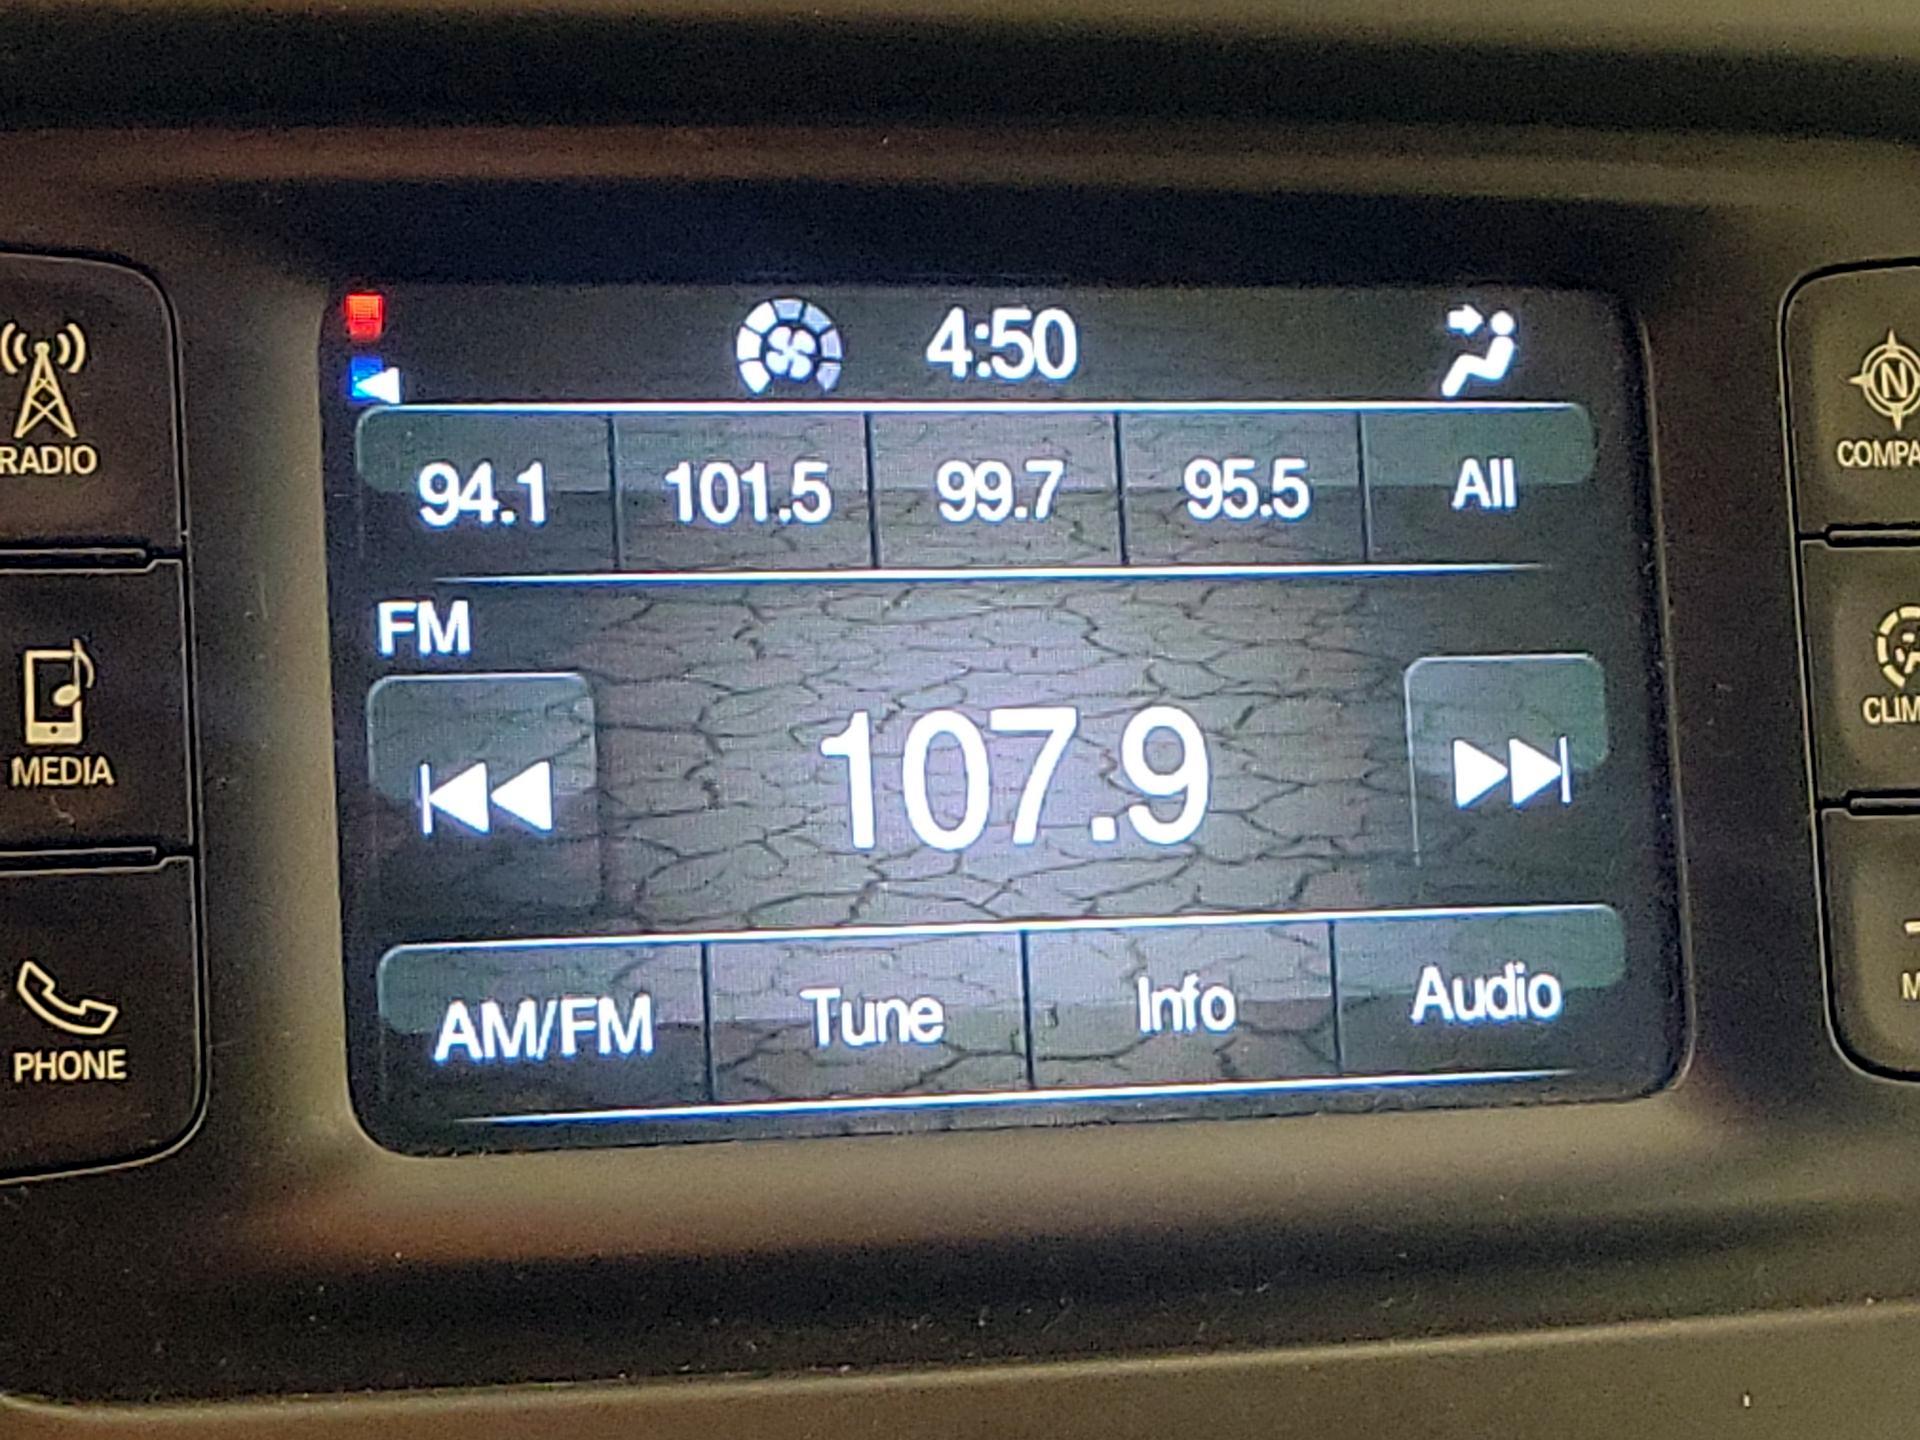 4:50
94.1 101.5 99.7 95.5 All
FM
107.9
AM/FM Tune Info Audio
RADIO
MEDIA
PHONE
N
COMPA
CLIM
M